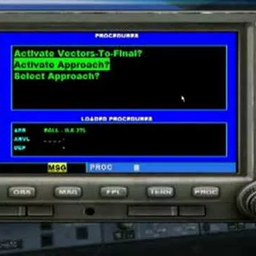 PROCEDURES
Activate Vectors-To-Final?
Activate Approach?
Select Approach?
LOADED PROCEDURES
APR
ARVL _ _ _ _ . _
DEP
MSG PROC
OBS MSG FPL TERR PROC